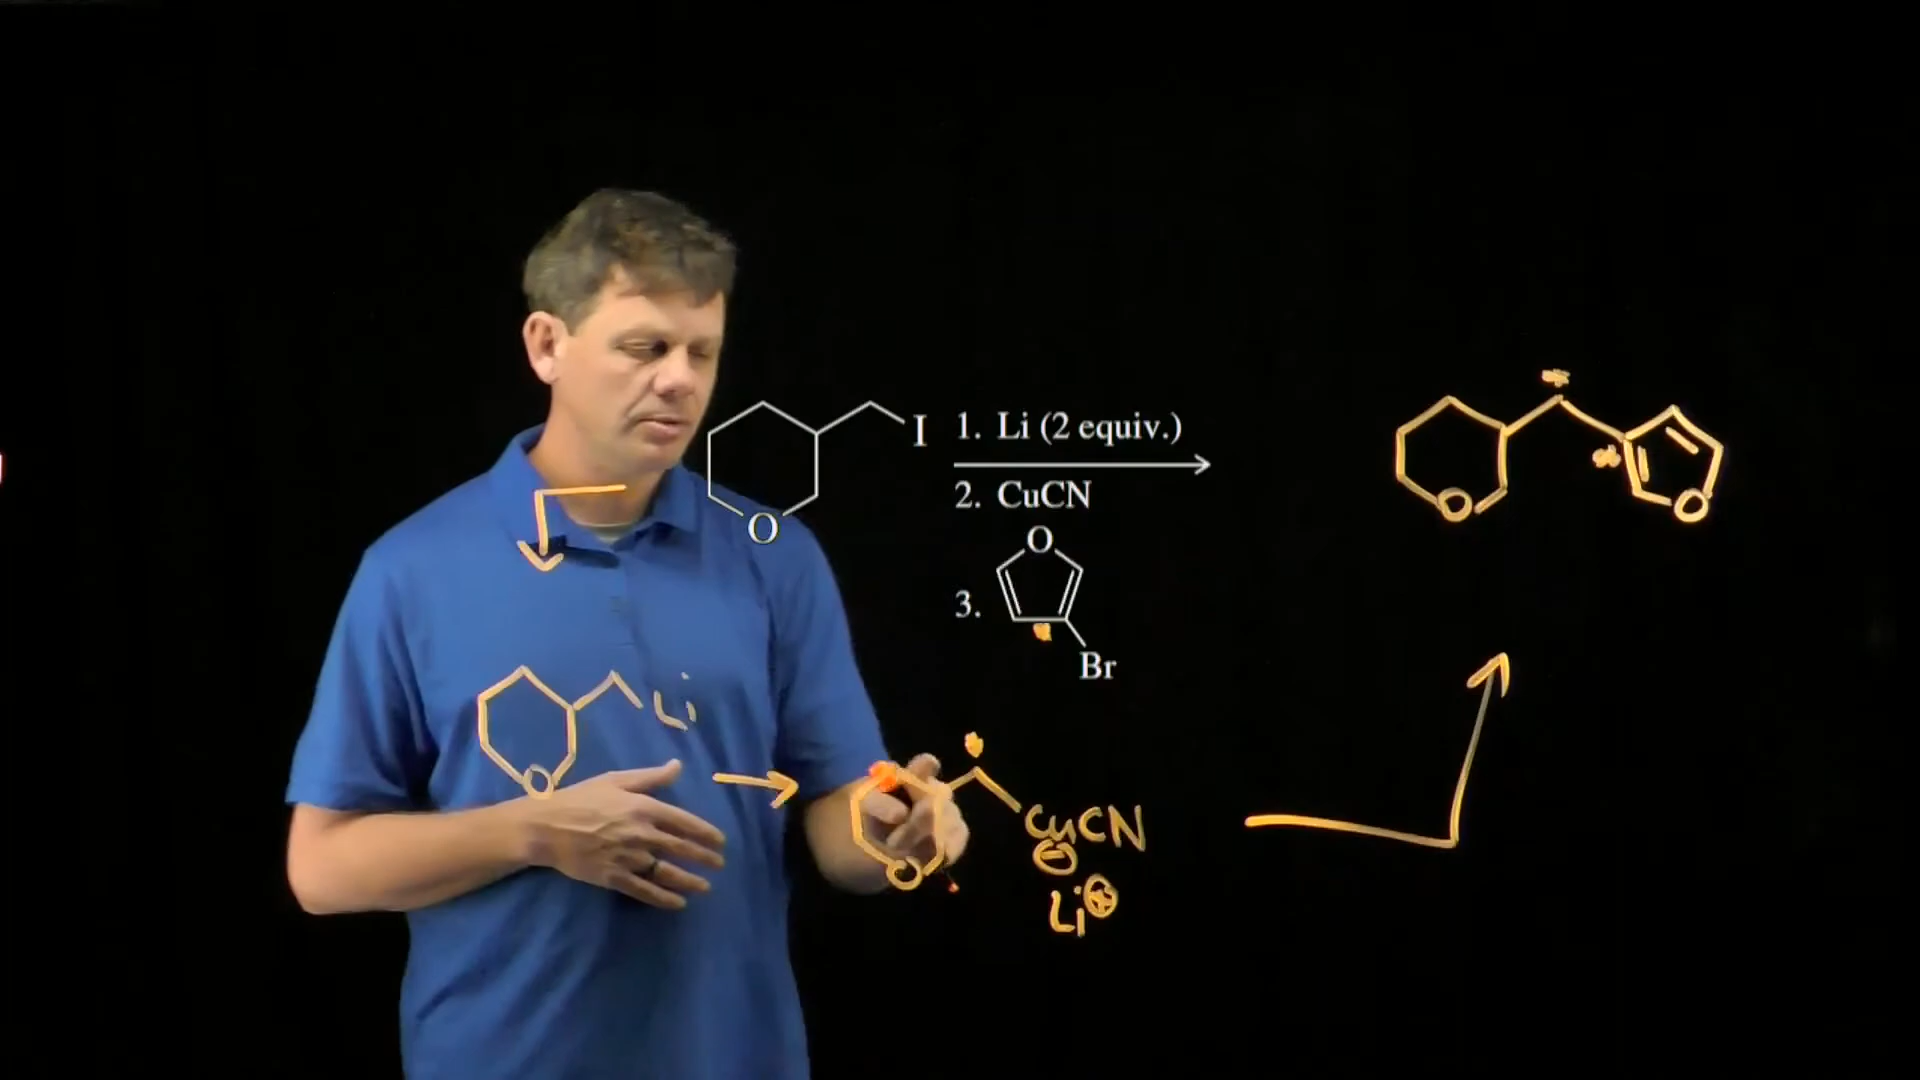 I
O
1. Li (2 equiv.)
2. CuCN
3.
O
Br
O
O
Li
O
CuCN
⊖
Li⊕